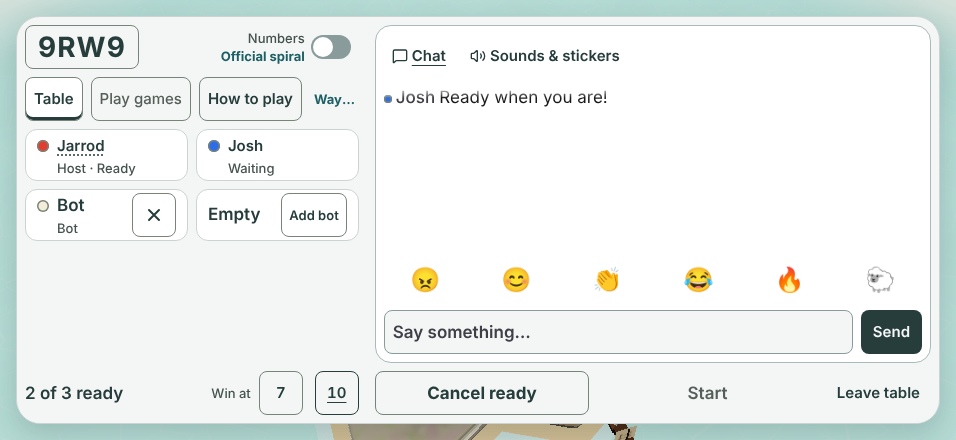 9RW9
Numbers
Official spiral
Table
Play games
How to play
Way...
Jarrod
Host · Ready
Josh
Waiting
Bot
Bot
Empty
Add bot
2 of 3 ready
Win at
7
10
Chat
Sounds & stickers
Josh Ready when you are!
Say something...
Send
Cancel ready
Start
Leave table